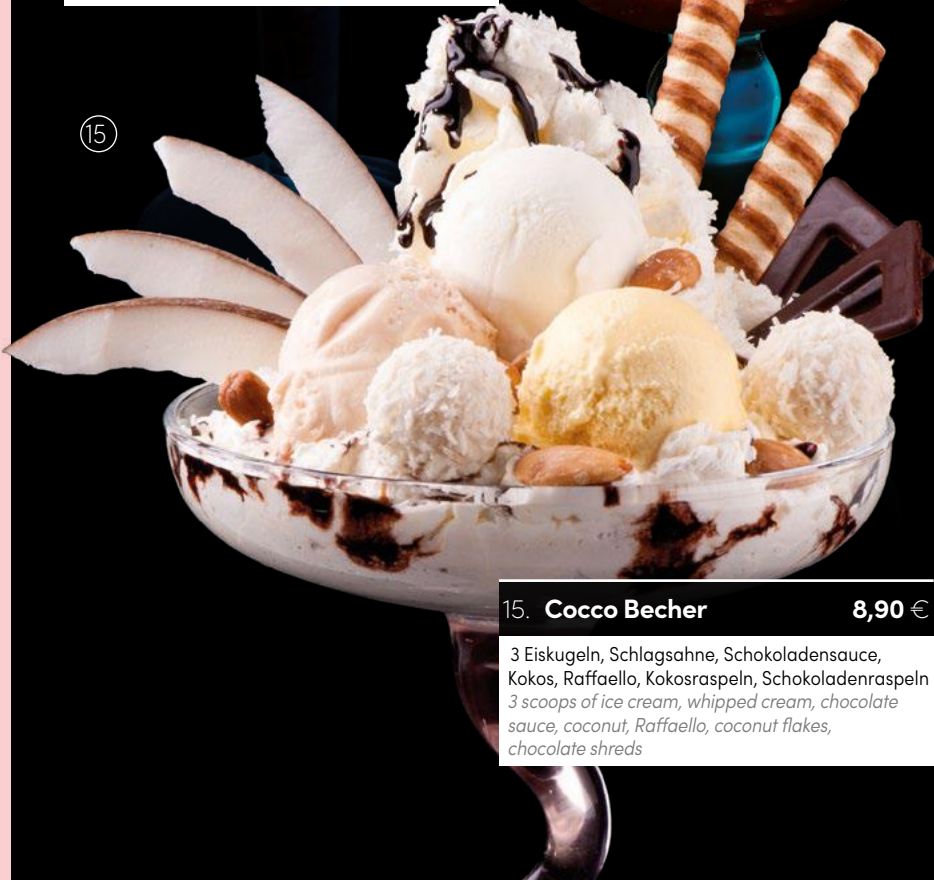 15
15. Cocco Becher 8,90 €
3 Eiskugeln, Schlagsahne, Schokoladensauce,
Kokos, Raffaello, Kokosraspeln, Schokoladenraspeln
3 scoops of ice cream, whipped cream, chocolate
sauce, coconut, Raffaello, coconut flakes,
chocolate shreds